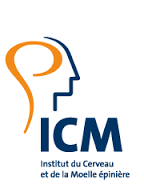 ICM
Institut du Cerveau
et de la Moelle épinière